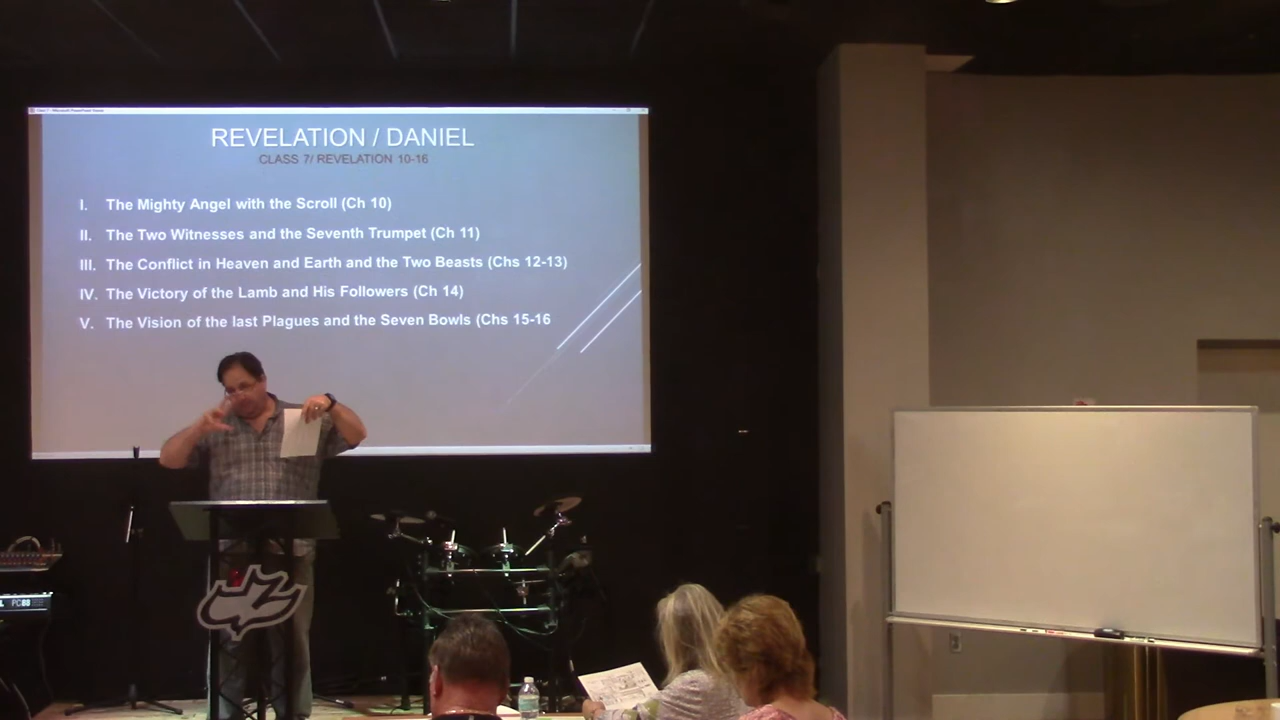 REVELATION / DANIEL
CLASS 7/ REVELATION 10-16
I. The Mighty Angel with the Scroll (Ch 10)
II. The Two Witnesses and the Seventh Trumpet (Ch 11)
III. The Conflict in Heaven and Earth and the Two Beasts (Chs 12-13)
IV. The Victory of the Lamb and His Followers (Ch 14)
V. The Vision of the last Plagues and the Seven Bowls (Chs 15-16
PC88